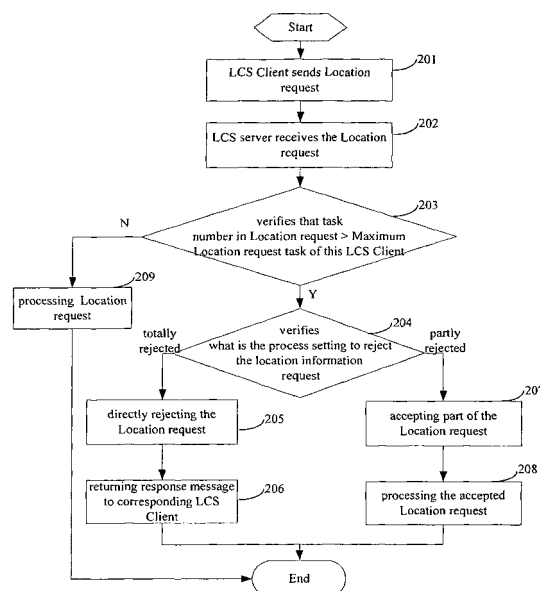 Start
201
LCS Client sends Location
request
202
LCS server receives the Location
request
203
verifies that task
number in Location request > Maximum
Location request task of this LCS Client
N
Y
209
processing Location
request
204
verifies
what is the process setting to reject
the location information
request
totally
rejected
partly
rejected
directly rejecting the
Location request
205
207
accepting part of the
Location request
returning response message
to corresponding LCS
Client
206
208
processing the accepted
Location request
End